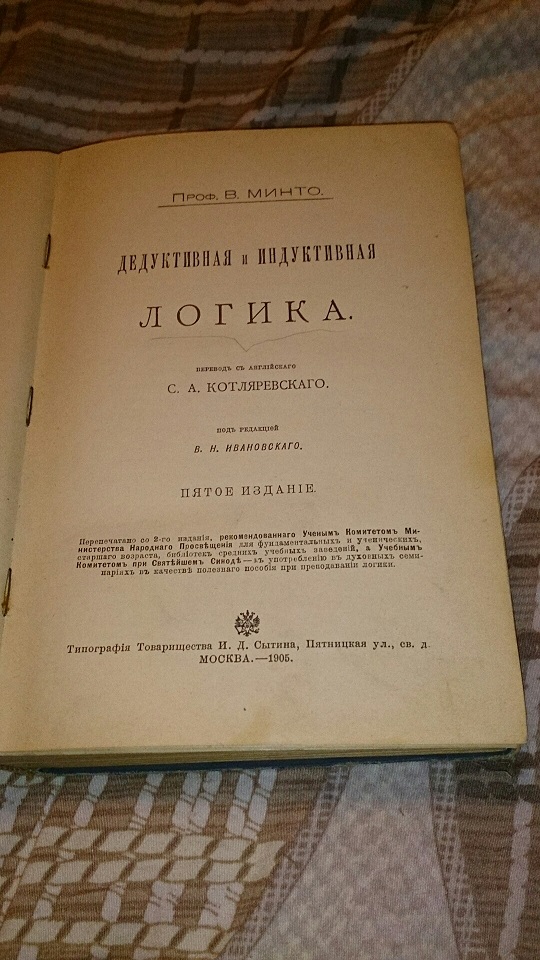 Проф. В. МИНТО.
ДЕДУКТИВНАЯ и ИНДУКТИВНАЯ
ЛОГИКА.
ПЕРЕВОДЪ СЪ АНГЛІЙСКАГО
С. А. КОТЛЯРЕВСКАГО.
ПОДЪ РЕДАКЦІЕЙ
В. Н. ИВАНОВСКАГО.
ПЯТОЕ ИЗДАНІЕ.
Перепечатано со 2-го изданія, рекомендованнаго Ученымъ Комитетомъ Ми-
нистерства Народнаго Просвѣщенія для фундаментальныхъ и ученическихъ,
старшаго возраста, библіотекъ среднихъ учебныхъ заведеній, а Учебнымъ
Комитетомъ при Святѣйшемъ Синодѣ—къ употребленію въ духовныхъ семи-
наріяхъ въ качествѣ полезнаго пособія при преподаваніи логики.
Типографія Товарищества И. Д. Сытина, Пятницкая ул., св. д.
МОСКВА.—1905.